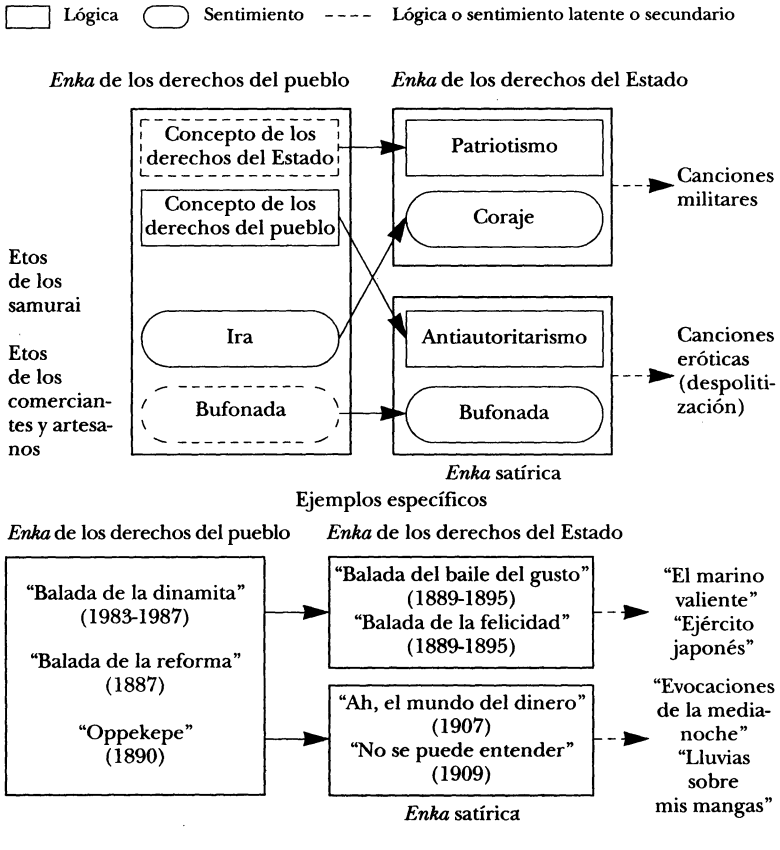 Lógica
Sentimiento
Lógica o sentimiento latente o secundario
Enka de los derechos del pueblo
Enka de los derechos del Estado
Concepto de los
derechos del Estado
Concepto de los
derechos del pueblo
Ira
Bufonada
Etos
de los
samurai
Etos
de los
comercian-
tes y artesa-
nos
Patriotismo
Coraje
Antiautoritarismo
Bufonada
Enka satírica
Canciones
militares
Canciones
eróticas
(despoliti-
zación)
Ejemplos específicos
Enka de los derechos del pueblo
Enka de los derechos del Estado
“Balada de la dinamita”
(1983-1987)
“Balada de la reforma”
(1887)
“Oppekepe”
(1890)
“Balada del baile del gusto”
(1889-1895)
“Balada de la felicidad”
(1889-1895)
“Ah, el mundo del dinero”
(1907)
“No se puede entender”
(1909)
Enka satírica
“El marino
valiente”
“Ejército
japonés”
“Evocaciones
de la media-
noche”
“Lluvias
sobre
mis mangas”